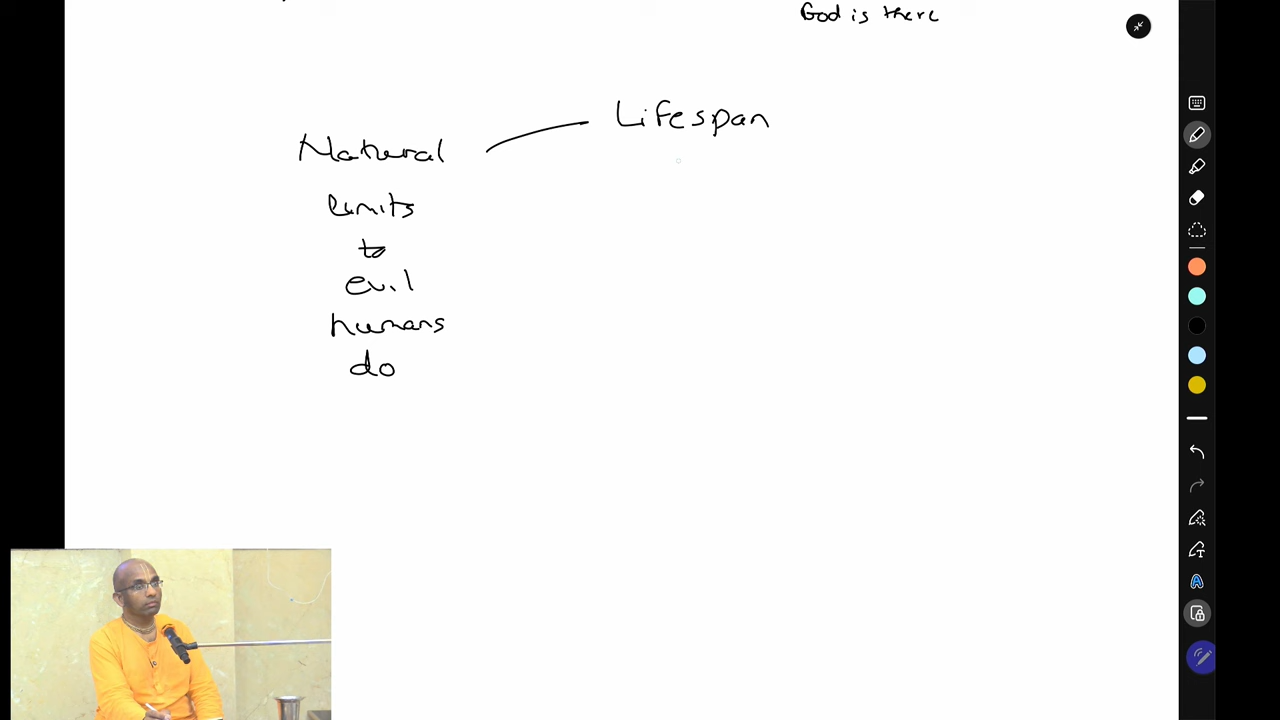 God is there
Lifespan
Natural
limits
to
evil
humans
do